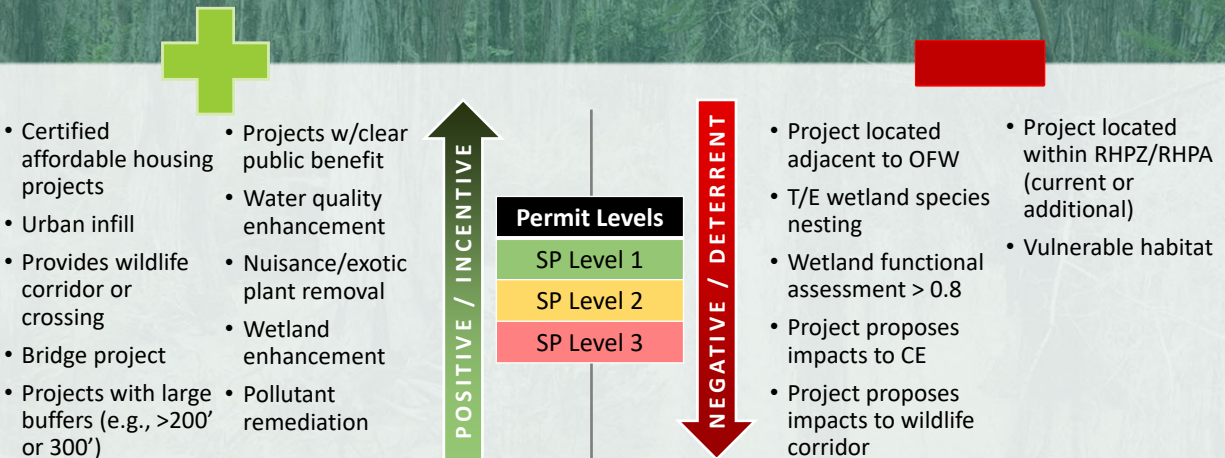 • Certified
affordable housing
projects
• Urban infill
• Provides wildlife
corridor or
crossing
• Bridge project
• Projects with large
buffers (e.g., >200’
or 300’)
• Projects w/clear
public benefit
• Water quality
enhancement
• Nuisance/exotic
plant removal
• Wetland
enhancement
• Pollutant
remediation
POSITIVE / INCENTIVE
Permit Levels
SP Level 1
SP Level 2
SP Level 3
NEGATIVE / DETERRENT
• Project located
adjacent to OFW
• T/E wetland species
nesting
• Wetland functional
assessment > 0.8
• Project proposes
impacts to CE
• Project proposes
impacts to wildlife
corridor
• Project located
within RHPZ/RHPA
(current or
additional)
• Vulnerable habitat